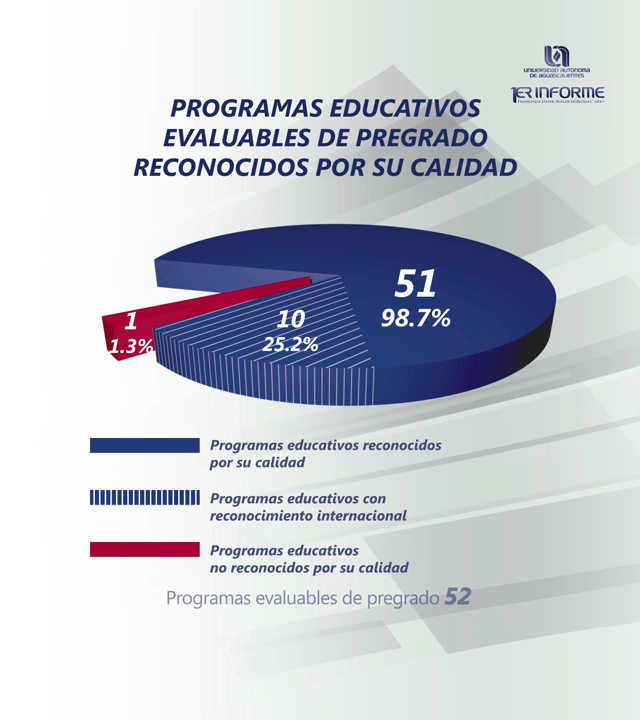 UNIVERSIDAD AUTONOMA
DE AGUASCALIENTES
1ER INFORME
PROGRAMAS EDUCATIVOS
EVALUABLES DE PREGRADO
RECONOCIDOS POR SU CALIDAD
51
98.7%
10
25.2%
1
1.3%
Programas educativos reconocidos
por su calidad
Programas educativos con
reconocimiento internacional
Programas educativos
no reconocidos por su calidad
Programas evaluables de pregrado 52